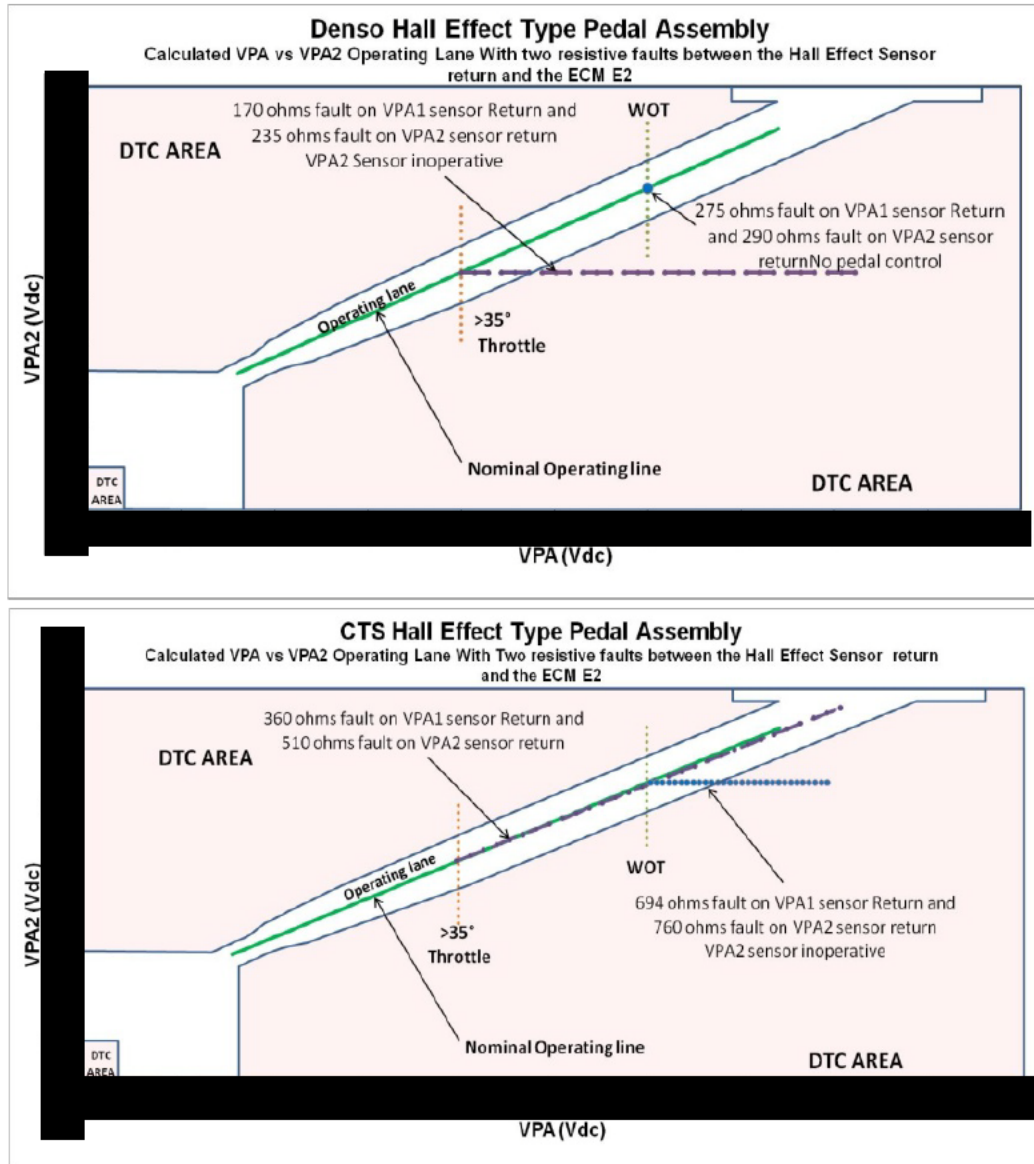 Denso Hall Effect Type Pedal Assembly
Calculated VPA vs VPA2 Operating Lane With two resistive faults between the Hall Effect Sensor
return and the ECM E2
170 ohms fault on VPA1 sensor Return and
235 ohms fault on VPA2 sensor return
VPA2 Sensor inoperative
WOT
DTC AREA
275 ohms fault on VPA1 sensor Return
and 290 ohms fault on VPA2 sensor
returnNo pedal control
VPA2 (Vdc)
Operating lane
>35°
Throttle
Nominal Operating line
DTC AREA
DTC
AREA
VPA (Vdc)
CTS Hall Effect Type Pedal Assembly
Calculated VPA vs VPA2 Operating Lane With Two resistive faults between the Hall Effect Sensor return
and the ECM E2
360 ohms fault on VPA1 sensor Return and
510 ohms fault on VPA2 sensor return
DTC AREA
VPA2 (Vdc)
Operating lane
WOT
>35°
Throttle
694 ohms fault on VPA1 sensor Return and
760 ohms fault on VPA2 sensor return
VPA2 sensor inoperative
Nominal Operating line
DTC AREA
DTC
AREA
VPA (Vdc)